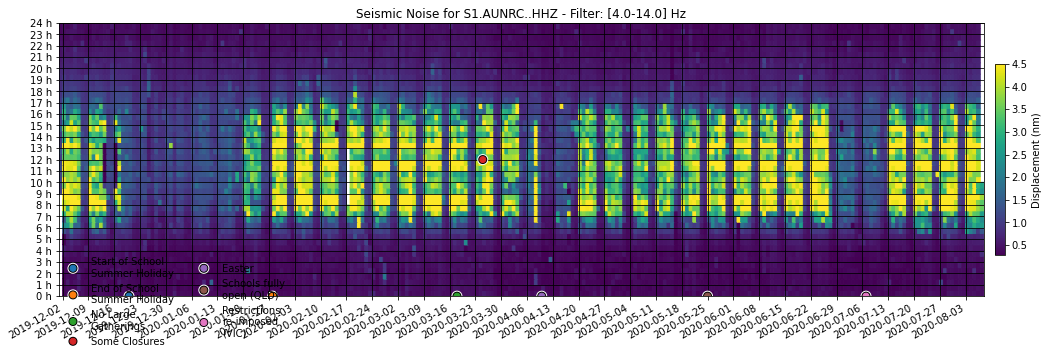 Seismic Noise for S1.AUNRC..HHZ - Filter: [4.0-14.0] Hz
24 h
23 h
22 h
21 h
20 h
19 h
18 h
17 h
16 h
15 h
14 h
13 h
12 h
11 h
10 h
9 h
8 h
7 h
6 h
5 h
4 h
3 h
2 h
1 h
0 h
4.5
4.0
3.5
3.0
2.5
2.0
1.5
1.0
0.5
Displacement (nm)
Start of School
Summer Holiday
End of School
Summer Holiday
No Large
Gatherings
Some Closures
Easter
Schools fully
open (QLD)
Restrictions
re-imposed
(VIC)
2019-12-02
2019-12-09
2019-12-16
2019-12-23
2019-12-30
2020-01-06
2020-01-13
2020-01-20
2020-01-27
2020-02-03
2020-02-10
2020-02-17
2020-02-24
2020-03-02
2020-03-09
2020-03-16
2020-03-23
2020-03-30
2020-04-06
2020-04-13
2020-04-20
2020-04-27
2020-05-04
2020-05-11
2020-05-18
2020-05-25
2020-06-01
2020-06-08
2020-06-15
2020-06-22
2020-06-29
2020-07-06
2020-07-13
2020-07-20
2020-07-27
2020-08-03